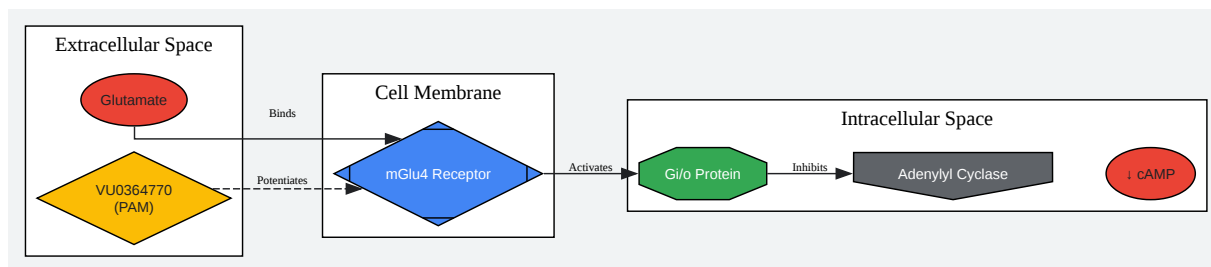 Extracellular Space
Glutamate
VU0364770
(PAM)
Binds
Potentiates
Cell Membrane
mGlu4 Receptor
Activates
Intracellular Space
Gi/o Protein
Inhibits
Adenylyl Cyclase
↓ cAMP